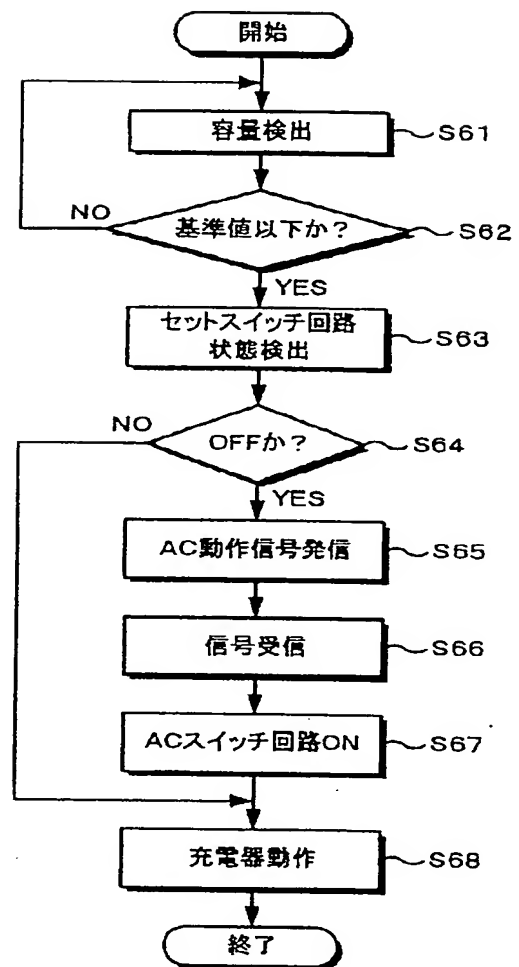 開始
容量検出
S61
NO
基準値以下か?
S62
YES
セットスイッチ回路
状態検出
S63
NO
OFFか?
S64
YES
AC動作信号発信
S65
信号受信
S66
ACスイッチ回路ON
S67
充電器動作
S68
終了